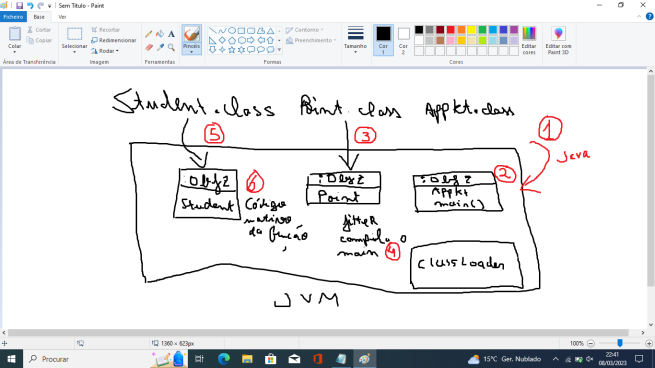 Sem Título - Paint
Ficheiro Base Ver
Colar
Cortar
Copiar
Área de Transferência
Selecionar
Recortar
Redimensionar
Rodar
Imagem
Ferramentas
Pincéis
Contorno
Preenchimento
Formas
Tamanho
Cor 1
Cor 2
Cores
Editar cores
Editar com Paint 3D
Student.class Point.class AppKt.class
1
5 3 java
2
:ObjZ
Student
6
Código
nativo
da função
:ObjZ
Point
jitter
compila o
main 4
:ObjZ
AppKt
main()
ClassLoader
JVM
1360 × 623px
100%
Procurar
15°C Ger. Nublado
22:41
08/03/2023